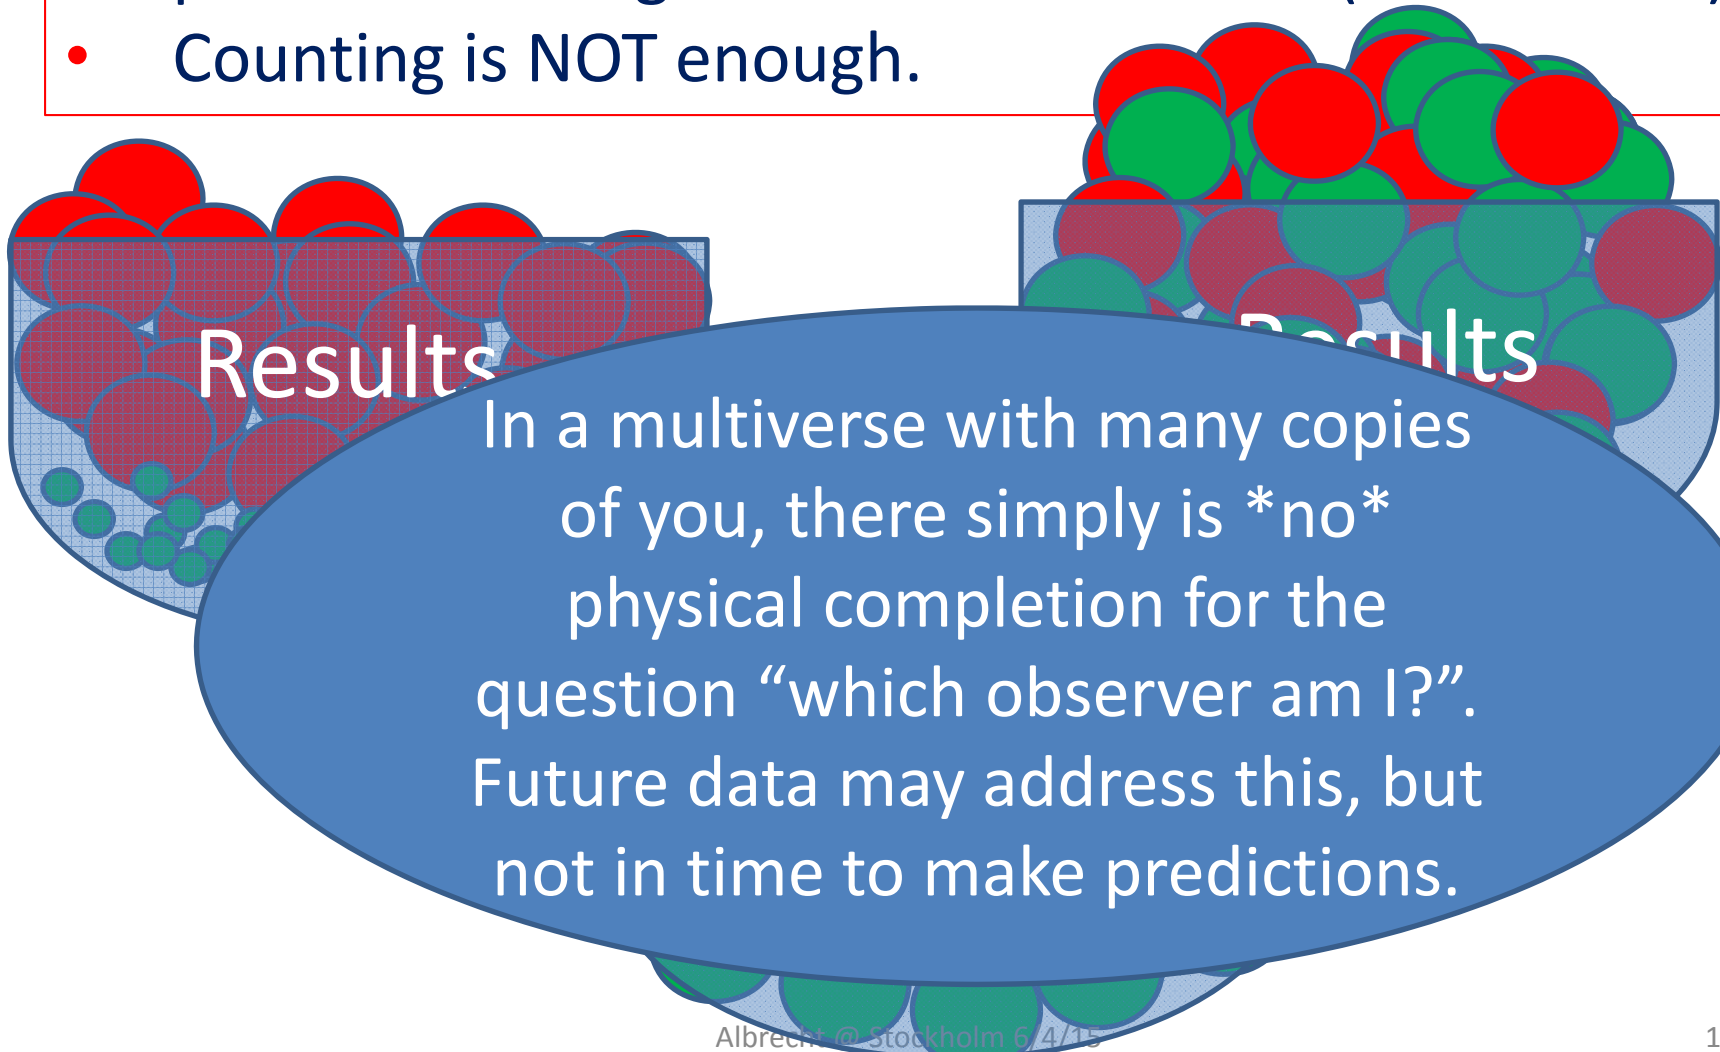 • Counting is NOT enough.
Results
Results
In a multiverse with many copies
of you, there simply is *no*
physical completion for the
question “which observer am I?”.
Future data may address this, but
not in time to make predictions.
Albrecht @ Stockholm 6/4/15
1